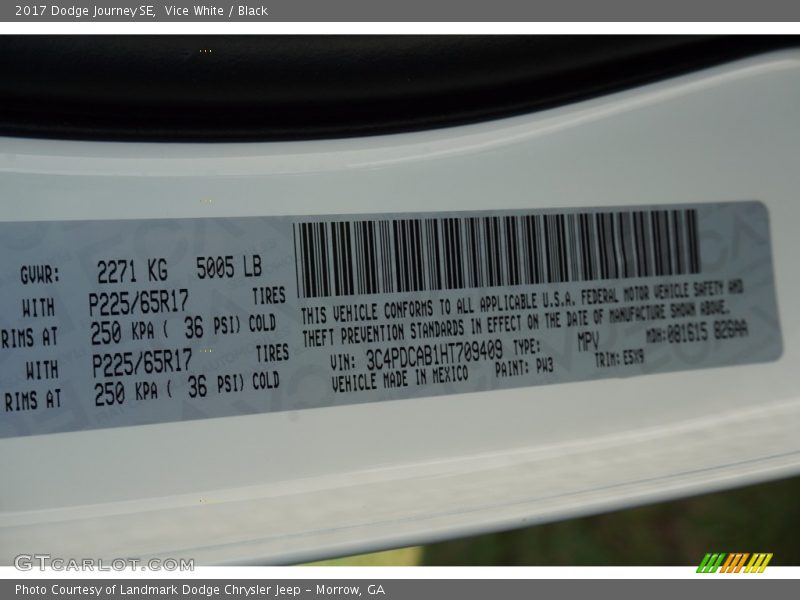 2017 Dodge Journey SE, Vice White / Black
GVWR: 2271 KG 5005 LB
WITH P225/65R17 TIRES
RIMS AT 250 KPA ( 36 PSI) COLD
WITH P225/65R17 TIRES
RIMS AT 250 KPA ( 36 PSI) COLD
THIS VEHICLE CONFORMS TO ALL APPLICABLE U.S.A. FEDERAL MOTOR VEHICLE SAFETY AND
THEFT PREVENTION STANDARDS IN EFFECT ON THE DATE OF MANUFACTURE SHOWN ABOVE.
VIN: 3C4PDCAB1HT709409 TYPE: MPV MDH:081615 826AA
VEHICLE MADE IN MEXICO PAINT: PW3 TRIM: E5X9
GTcarlot.com
Photo Courtesy of Landmark Dodge Chrysler Jeep - Morrow, GA